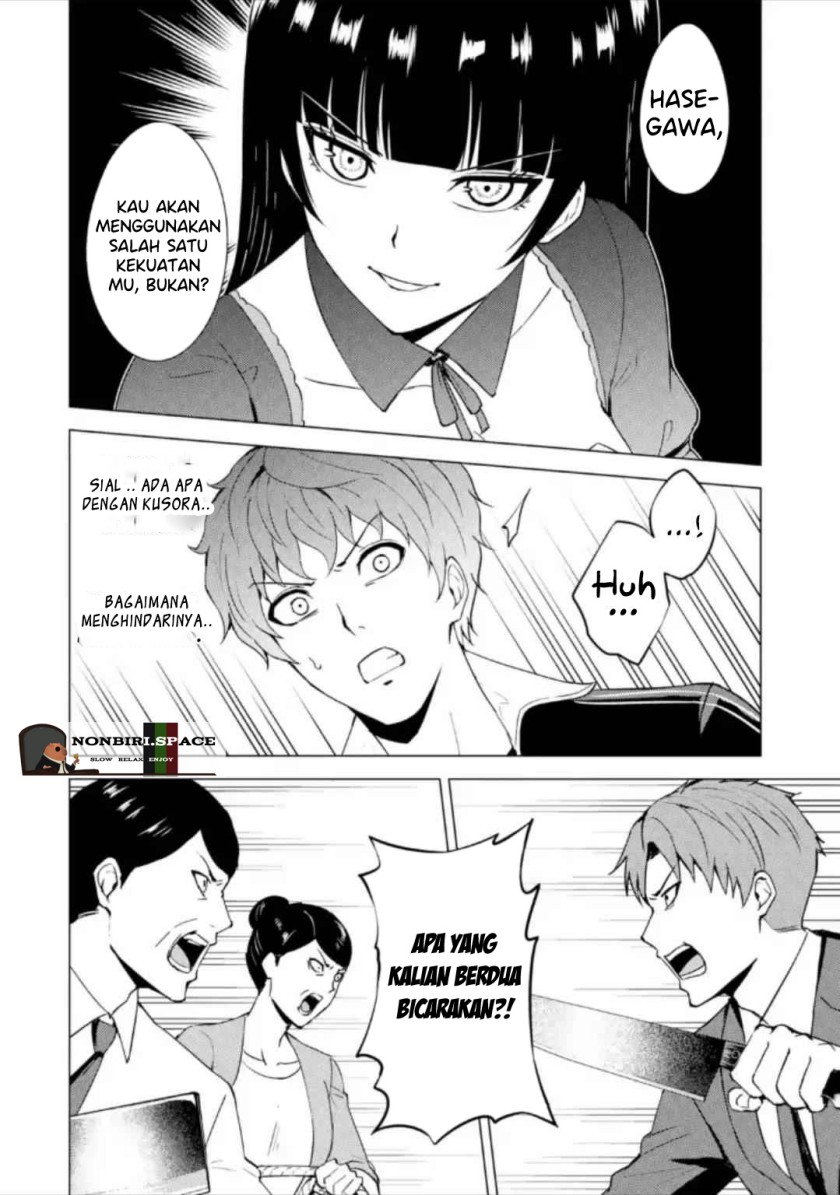 HASE-
GAWA,
KAU AKAN
MENGGUNAKAN
SALAH SATU
KEKUATAN
MU, BUKAN?
...!
Huh
...
SIAL .. ADA APA
DENGAN KUSORA..
BAGAIMANA
MENGHINDARINYA..
NONBIRI.SPACE
SLOW RELAX ENJOY
APA YANG
KALIAN BERDUA
BICARAKAN?!